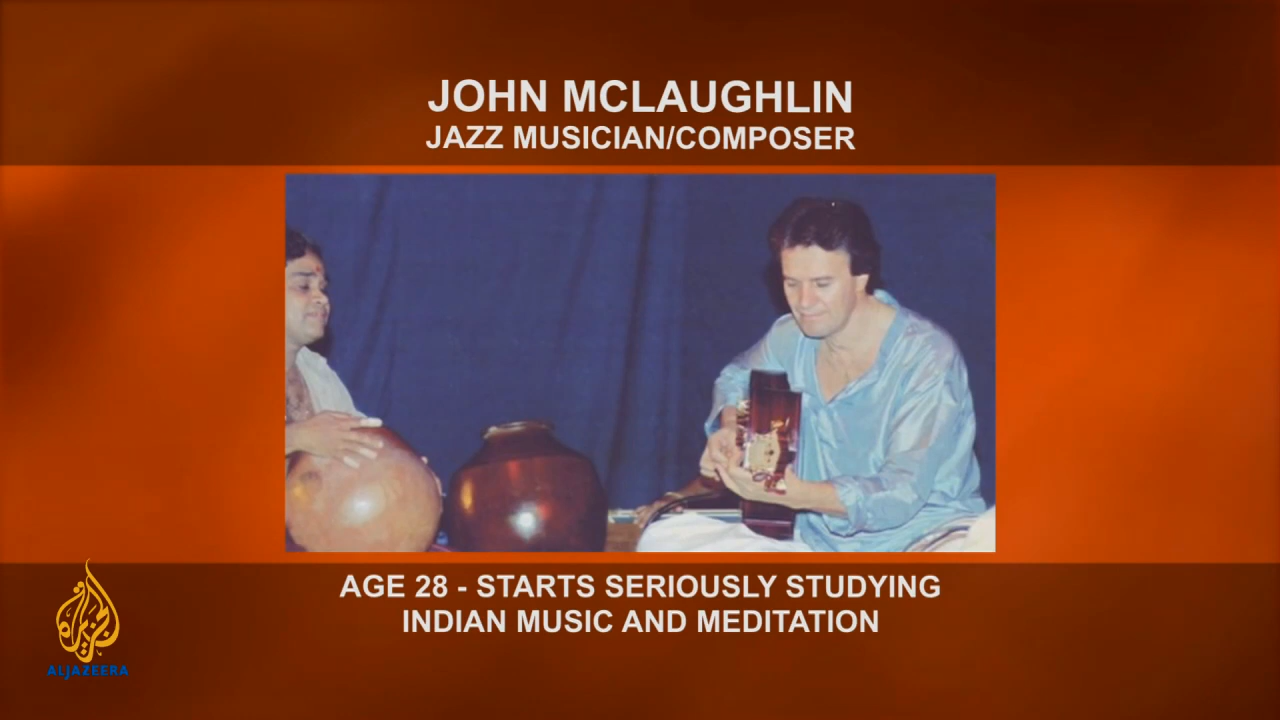 JOHN MCLAUGHLIN
JAZZ MUSICIAN/COMPOSER
AGE 28 - STARTS SERIOUSLY STUDYING
INDIAN MUSIC AND MEDITATION
الجزيرة
ALJAZEERA